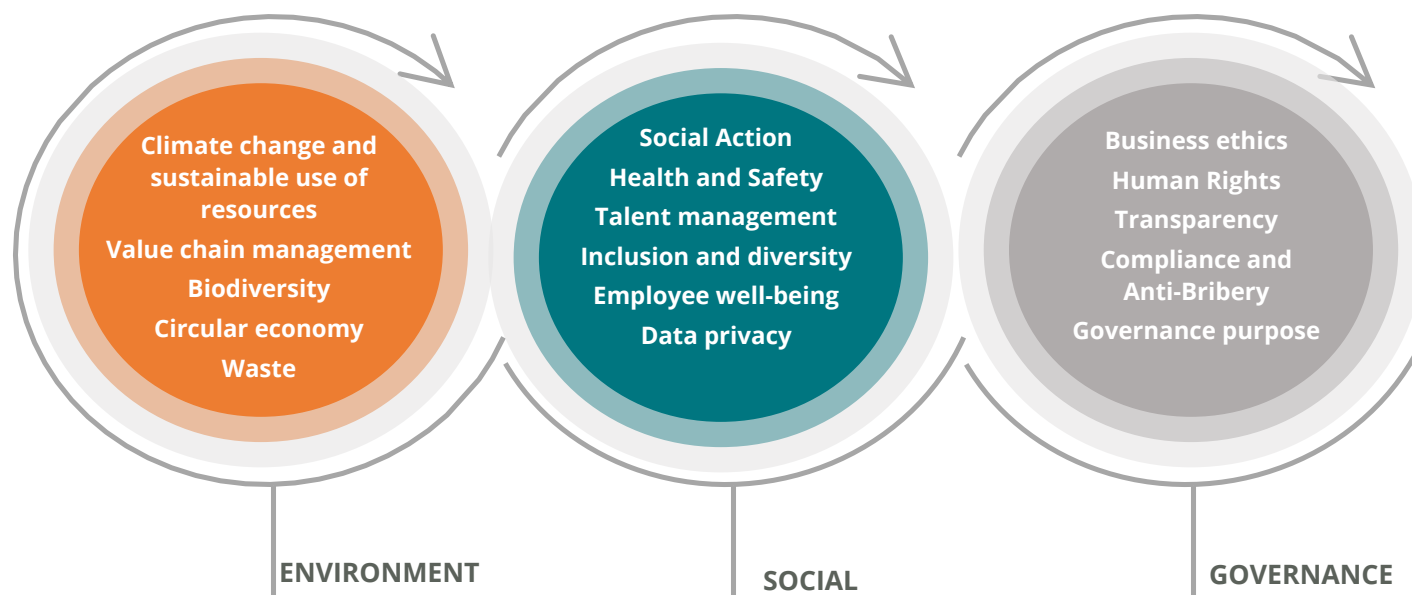 Climate change and
sustainable use of
resources
Value chain management
Biodiversity
Circular economy
Waste
ENVIRONMENT
Social Action
Health and Safety
Talent management
Inclusion and diversity
Employee well-being
Data privacy
SOCIAL
Business ethics
Human Rights
Transparency
Compliance and
Anti-Bribery
Governance purpose
GOVERNANCE